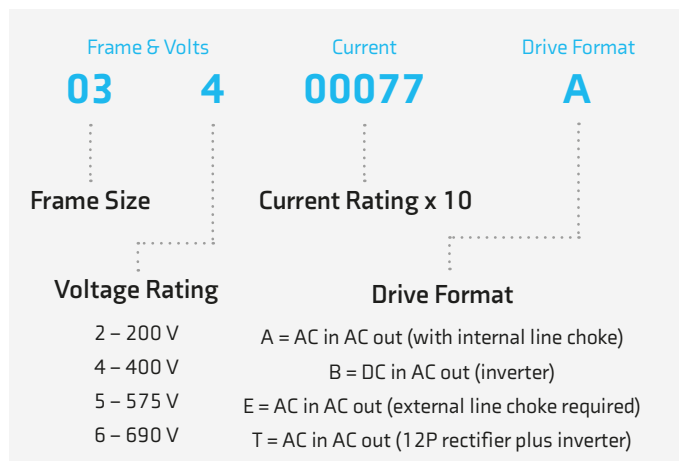 Frame & Volts Current Drive Format
03 4 00077 A
Frame Size Current Rating x 10
Voltage Rating
2 – 200 V
4 – 400 V
5 – 575 V
6 – 690 V
Drive Format
A = AC in AC out (with internal line choke)
B = DC in AC out (inverter)
E = AC in AC out (external line choke required)
T = AC in AC out (12P rectifier plus inverter)